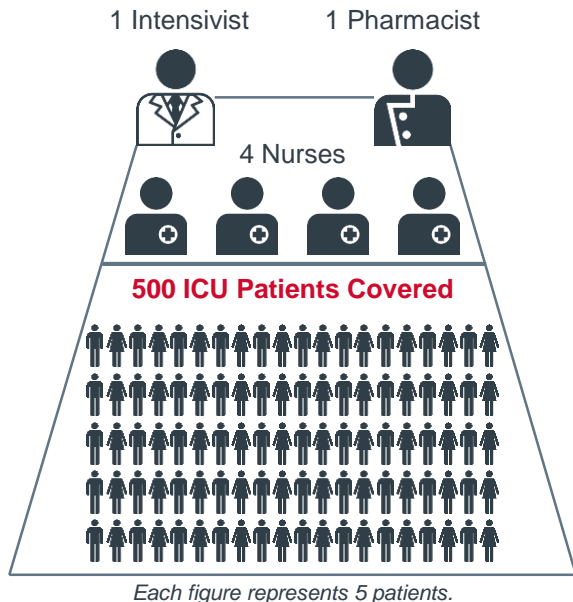 1 Intensivist 1 Pharmacist
4 Nurses
500 ICU Patients Covered
Each figure represents 5 patients.